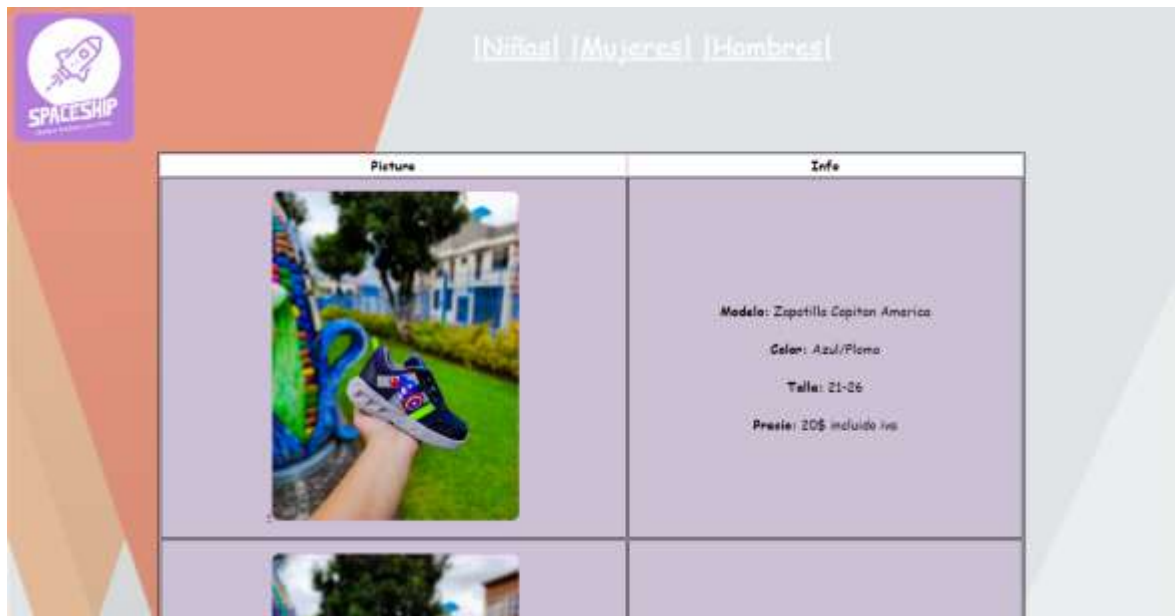 SPACESHIP
|Niños| |Mujeres| |Hombres|
Picture Info
Modelo: Zapatilla Capitan America
Color: Azul/Plomo
Talla: 21-26
Precio: 20$ incluido iva